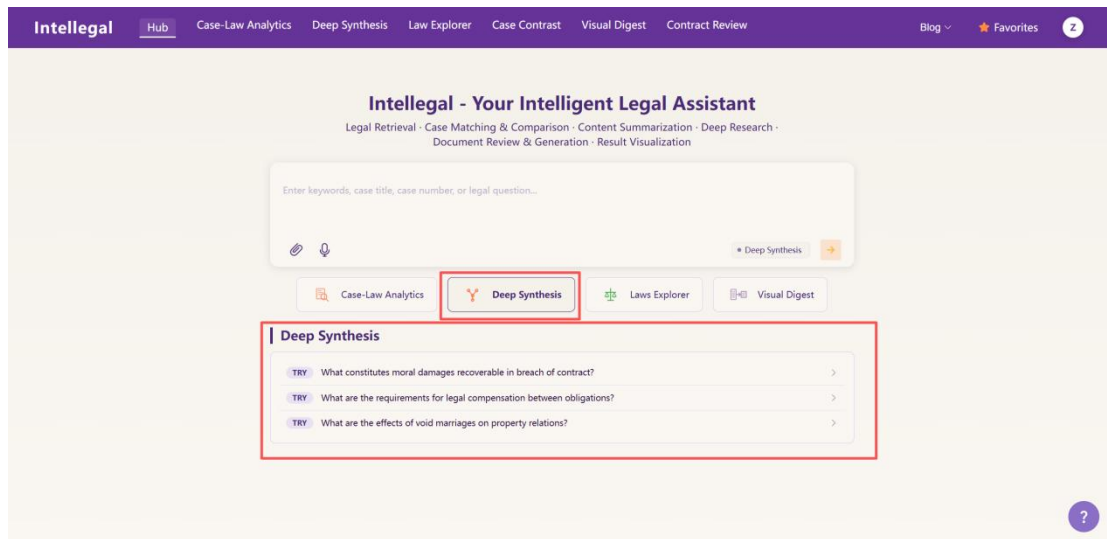 Intellegal Hub Case-Law Analytics Deep Synthesis Law Explorer Case Contrast Visual Digest Contract Review Blog Favorites Z
Intellegal - Your Intelligent Legal Assistant
Legal Retrieval · Case Matching & Comparison · Content Summarization · Deep Research ·
Document Review & Generation · Result Visualization
Enter keywords, case title, case number, or legal question...
Deep Synthesis
Case-Law Analytics Deep Synthesis Laws Explorer Visual Digest
Deep Synthesis
TRY What constitutes moral damages recoverable in breach of contract?
TRY What are the requirements for legal compensation between obligations?
TRY What are the effects of void marriages on property relations?
?